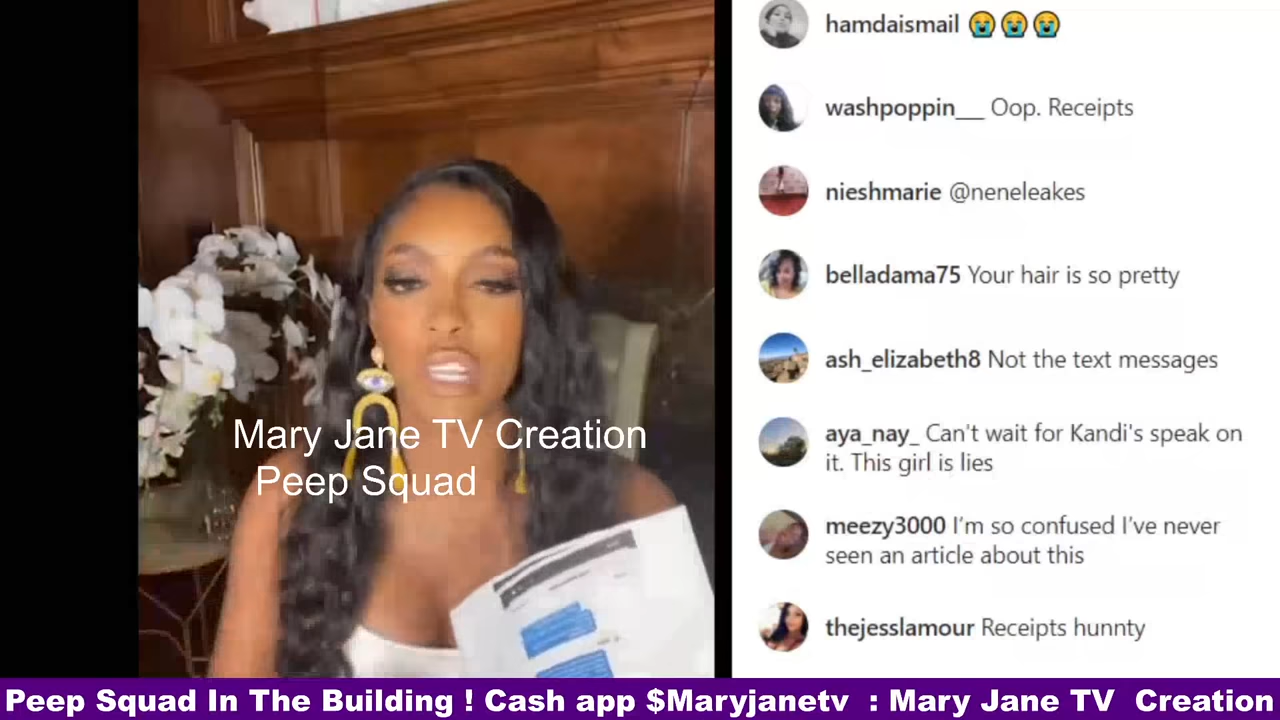 hamdaismail 😭😭😭
washpoppin___ Oop. Receipts
nieshmarie @neneleakes
belladama75 Your hair is so pretty
ash_elizabeth8 Not the text messages
aya_nay_ Can't wait for Kandi's speak on
it. This girl is lies
meezy3000 I'm so confused I've never
seen an article about this
thejesslamour Receipts hunnty
Mary Jane TV Creation
Peep Squad
Peep Squad In The Building ! Cash app $Maryjanetv : Mary Jane TV Creation